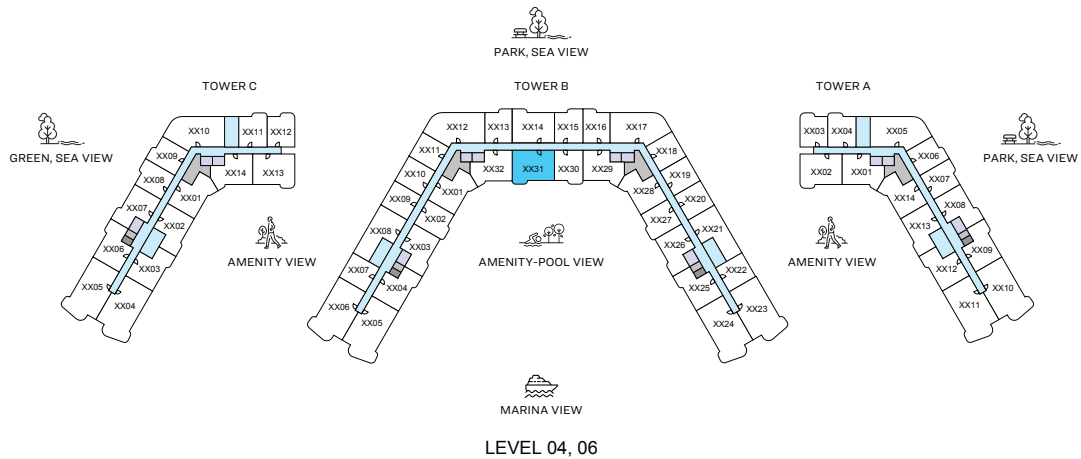 PARK, SEA VIEW
TOWER C
TOWER B
TOWER A
GREEN, SEA VIEW
PARK, SEA VIEW
XX10
XX11
XX12
XX09
XX08
XX14
XX13
XX07
XX01
XX06
XX02
XX05
XX03
XX04
AMENITY VIEW
XX12
XX13
XX14
XX15
XX16
XX17
XX11
XX18
XX10
XX32
XX31
XX30
XX29
XX19
XX09
XX01
XX28
XX20
XX08
XX02
XX27
XX21
XX07
XX03
XX26
XX22
XX06
XX04
XX25
XX23
XX05
XX24
AMENITY-POOL VIEW
XX03
XX04
XX05
XX02
XX01
XX06
XX07
XX14
XX08
XX13
XX09
XX12
XX10
XX11
AMENITY VIEW
MARINA VIEW
LEVEL 04, 06